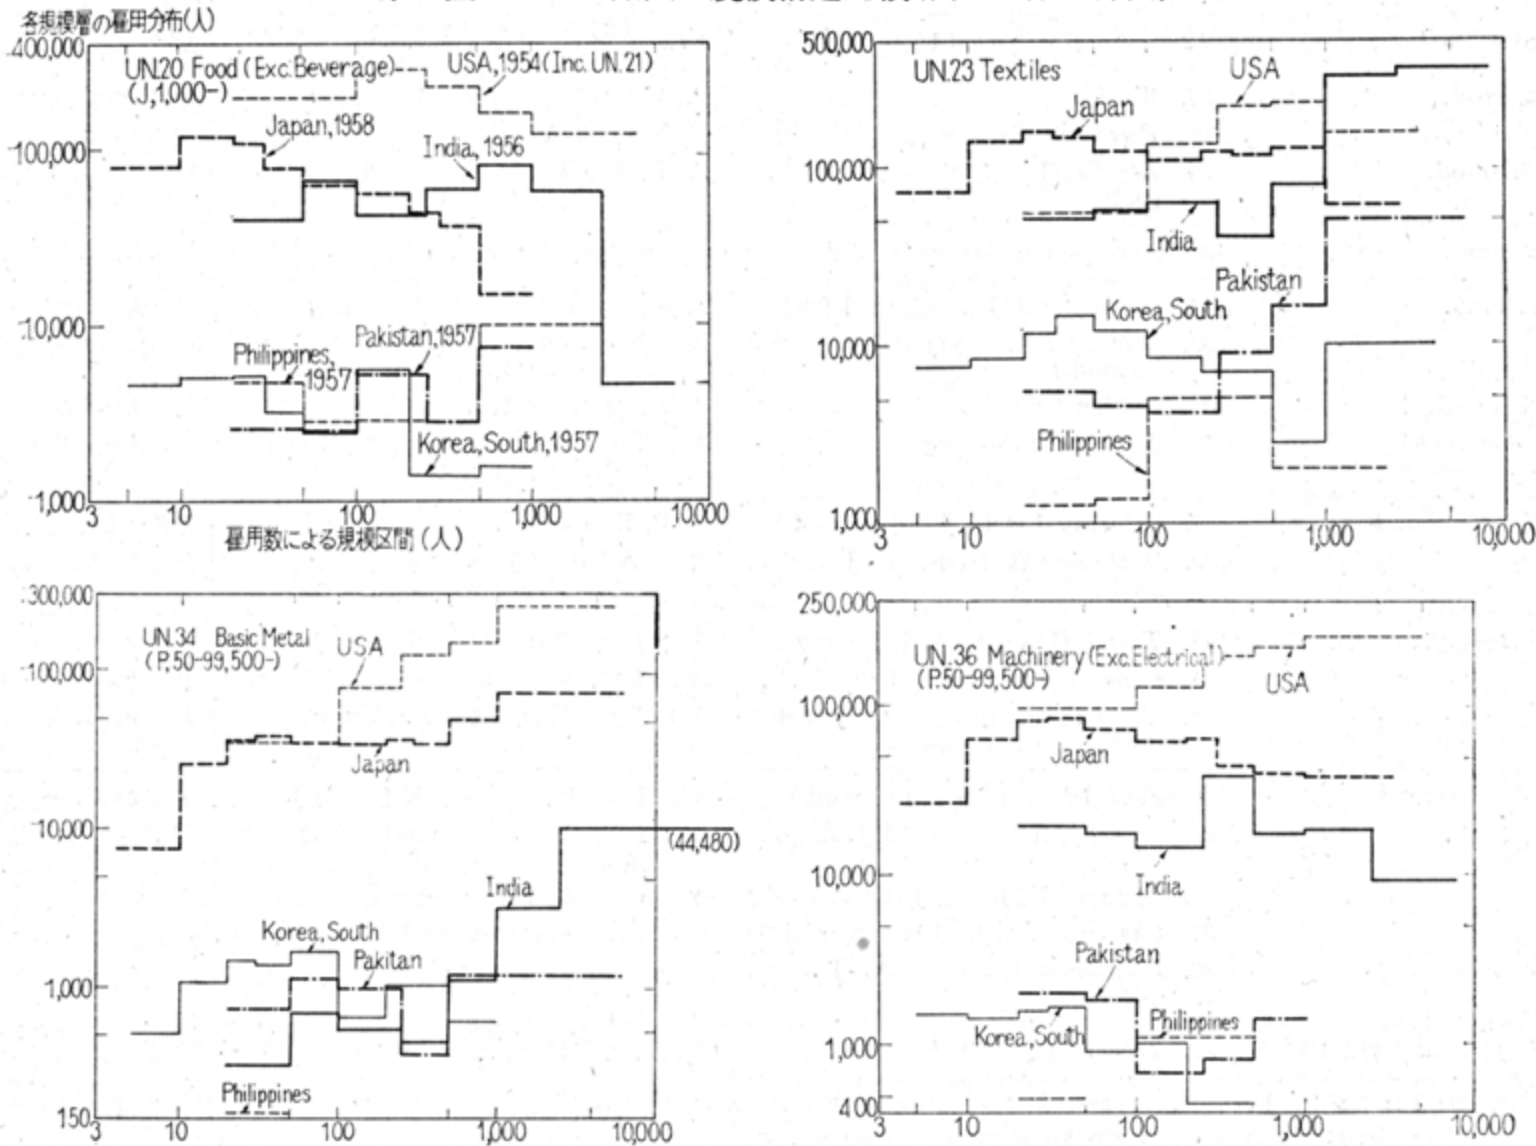 各規模層の雇用分布(人)
400,000
UN.20 Food (Exc. Beverage)
(J, 1,000-)
USA, 1954 (Inc. UN. 21)
Japan, 1958
100,000
India, 1956
10,000
Philippines,
1957
Pakistan, 1957
Korea, South, 1957
1,000
3 10 100 1,000 10,000
雇用数による規模区間(人)
500,000
UN.23 Textiles
USA
Japan
100,000
India
Pakistan
Korea, South
10,000
Philippines
1,000
3 10 100 1,000 10,000
300,000
UN.34 Basic Metal
(P. 50-99, 500-)
USA
100,000
Japan
10,000
(44,480)
India
Korea, South
Pakitan
1,000
Philippines
150
3 10 100 1,000 10,000
250,000
UN.36 Machinery (Exc. Electrical)
(P. 50-99, 500-)
USA
100,000
Japan
10,000
India
Pakistan
Korea, South
Philippines
1,000
400
3 10 100 1,000 10,000